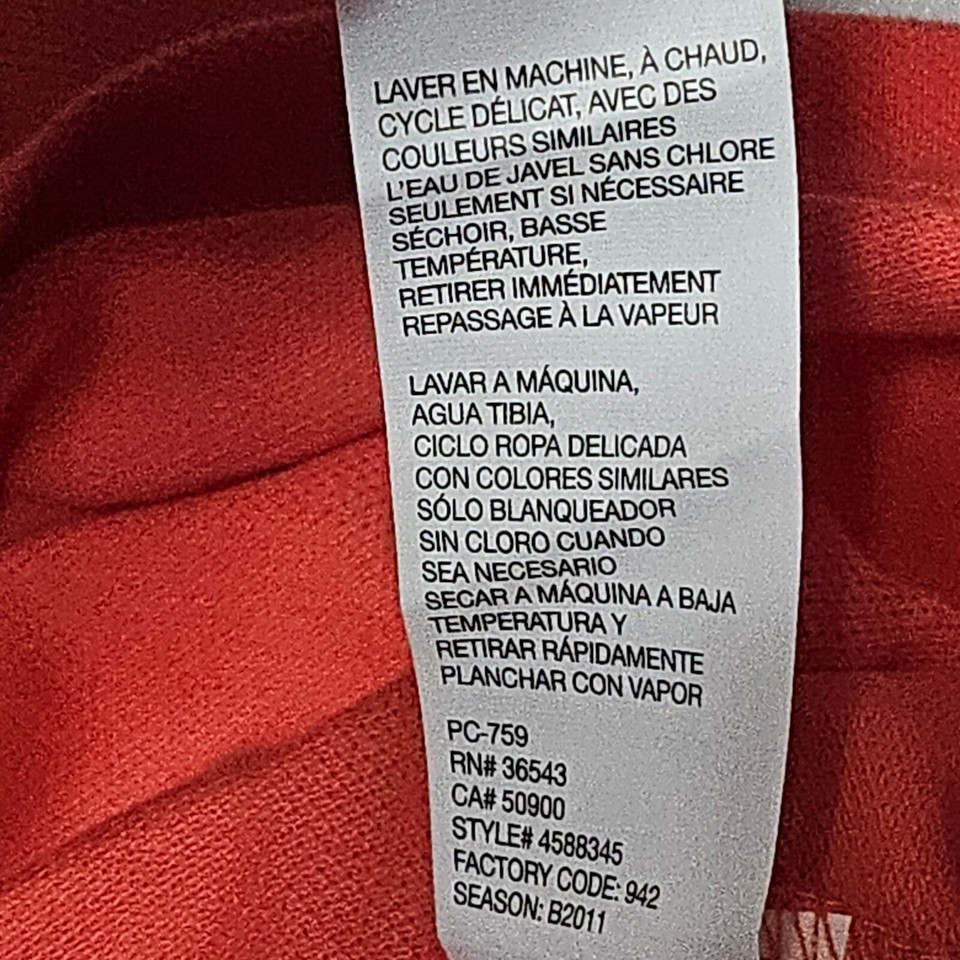 LAVER EN MACHINE, À CHAUD,
CYCLE DÉLICAT, AVEC DES
COULEURS SIMILAIRES
L'EAU DE JAVEL SANS CHLORE
SEULEMENT SI NÉCESSAIRE
SÉCHOIR, BASSE
TEMPÉRATURE,
RETIRER IMMÉDIATEMENT
REPASSAGE À LA VAPEUR
LAVAR A MÁQUINA,
AGUA TIBIA,
CICLO ROPA DELICADA
CON COLORES SIMILARES
SÓLO BLANQUEADOR
SIN CLORO CUANDO
SEA NECESARIO
SECAR A MÁQUINA A BAJA
TEMPERATURA Y
RETIRAR RÁPIDAMENTE
PLANCHAR CON VAPOR
PC-759
RN# 36543
CA# 50900
STYLE# 4588345
FACTORY CODE: 942
SEASON: B2011